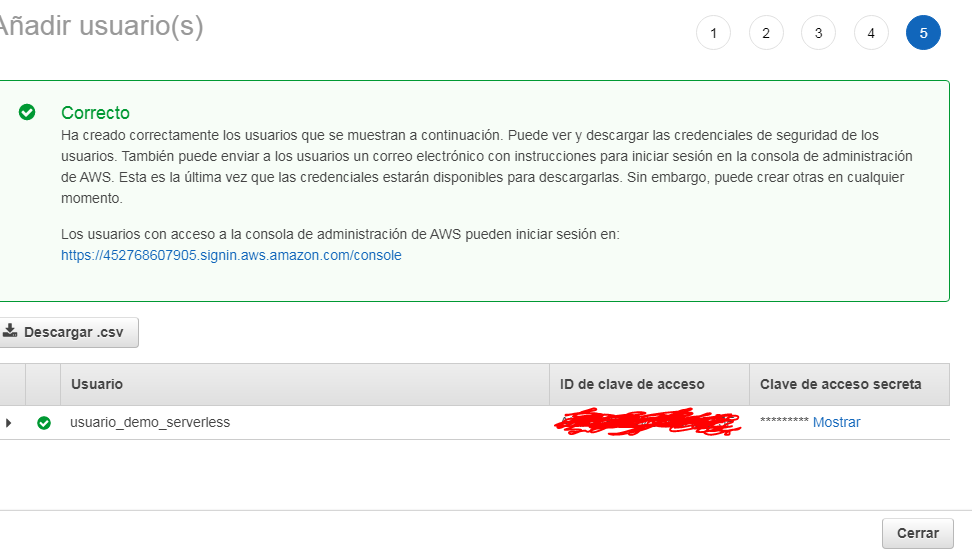 Añadir usuario(s)
1 2 3 4 5
Correcto
Ha creado correctamente los usuarios que se muestran a continuación. Puede ver y descargar las credenciales de seguridad de los
usuarios. También puede enviar a los usuarios un correo electrónico con instrucciones para iniciar sesión en la consola de administración
de AWS. Esta es la última vez que las credenciales estarán disponibles para descargarlas. Sin embargo, puede crear otras en cualquier
momento.
Los usuarios con acceso a la consola de administración de AWS pueden iniciar sesión en:
https://452768607905.signin.aws.amazon.com/console
Descargar .csv
Usuario ID de clave de acceso Clave de acceso secreta
usuario_demo_serverless ********* Mostrar
Cerrar